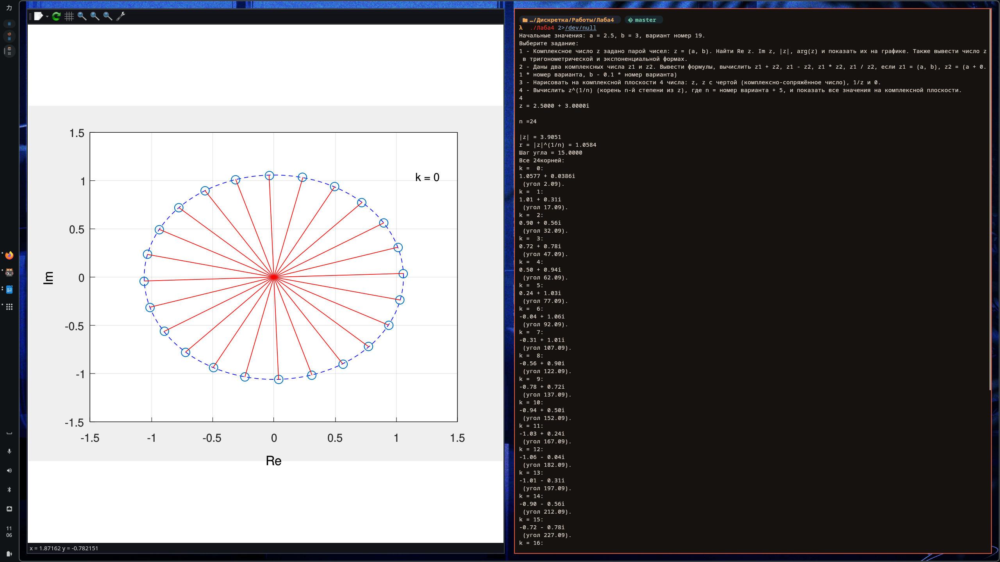 力
11
06
1.5
1
0.5
0
-0.5
-1
-1.5
-1.5
-1
-0.5
0
0.5
1
1.5
Im
Re
k = 0
x = 1.87162 y = -0.782151
…/Дискретка/Работы/Лаба4 master
λ ./Лаба4 2>/dev/null
Начальные значения: a = 2.5, b = 3, вариант номер 19.
Выберите задание:
1 - Комплексное число z задано парой чисел: z = (a, b). Найти Re z. Im z, |z|, arg(z) и показать их на графике. Также вывести число z
в тригонометрической и экспоненциальной формах.
2 - Даны два комплексных числа z1 и z2. Вывести формулы, вычислить z1 + z2, z1 - z2, z1 * z2, z1 / z2, если z1 = (a, b), z2 = (a + 0.
1 * номер варианта, b - 0.1 * номер варианта)
3 - Нарисовать на комплексной плоскости 4 числа: z, z с чертой (комплексно-сопряжённое число), 1/z и 0.
4 - Вычислить z^(1/n) (корень n-й степени из z), где n = номер варианта + 5, и показать все значения на комплексной плоскости.
4
z = 2.5000 + 3.0000i
n =24
|z| = 3.9051
r = |z|^(1/n) = 1.0584
Шаг угла = 15.0000
Все 24корней:
k =  0:
1.0577 + 0.0386i
(угол 2.09).
k =  1:
1.01 + 0.31i
(угол 17.09).
k =  2:
0.90 + 0.56i
(угол 32.09).
k =  3:
0.72 + 0.78i
(угол 47.09).
k =  4:
0.50 + 0.94i
(угол 62.09).
k =  5:
0.24 + 1.03i
(угол 77.09).
k =  6:
-0.04 + 1.06i
(угол 92.09).
k =  7:
-0.31 + 1.01i
(угол 107.09).
k =  8:
-0.56 + 0.90i
(угол 122.09).
k =  9:
-0.78 + 0.72i
(угол 137.09).
k = 10:
-0.94 + 0.50i
(угол 152.09).
k = 11:
-1.03 + 0.24i
(угол 167.09).
k = 12:
-1.06 - 0.04i
(угол 182.09).
k = 13:
-1.01 - 0.31i
(угол 197.09).
k = 14:
-0.90 - 0.56i
(угол 212.09).
k = 15:
-0.72 - 0.78i
(угол 227.09).
k = 16: